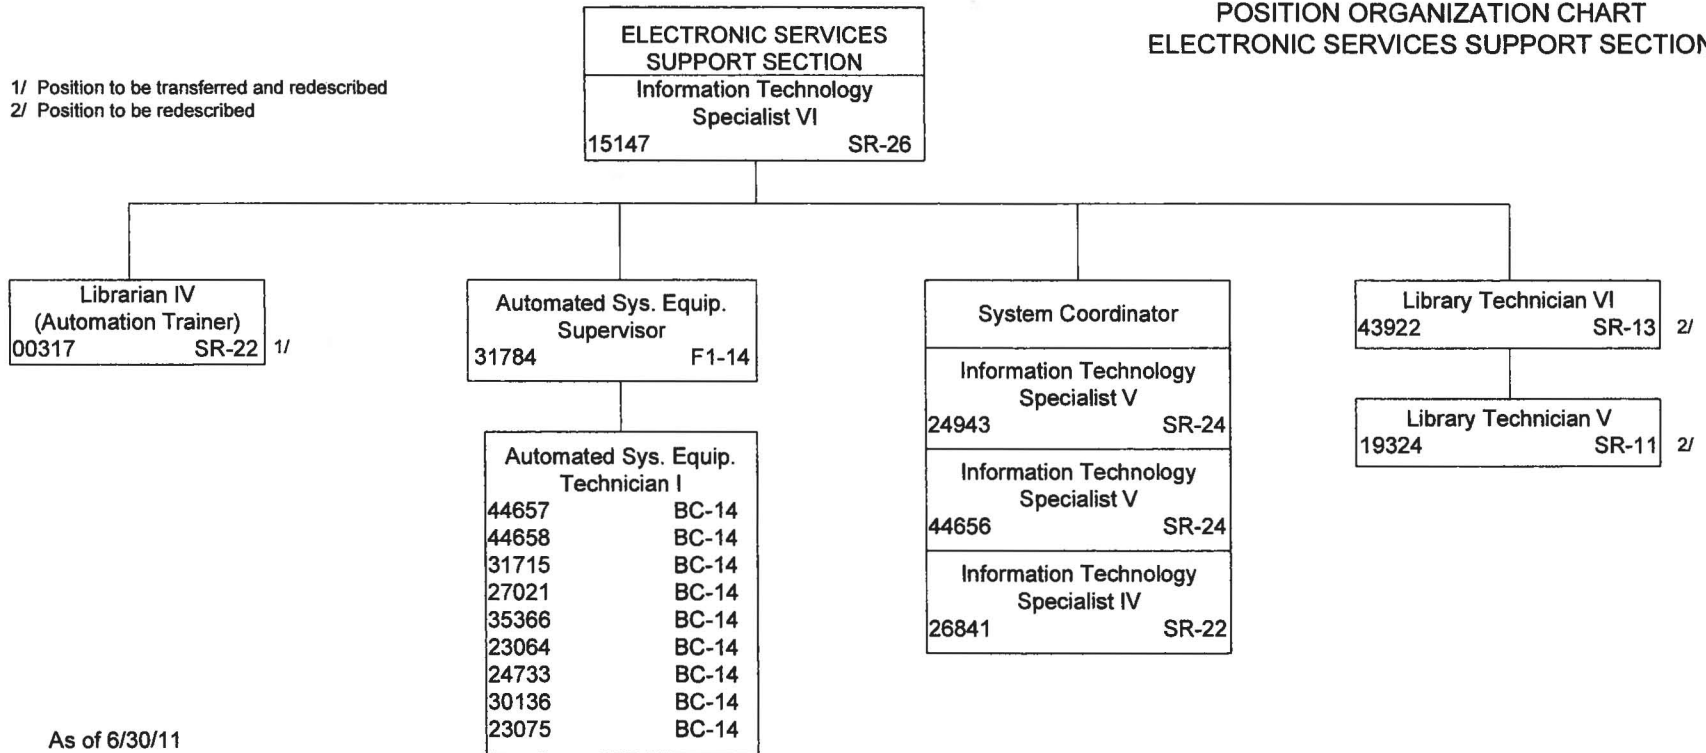 POSITION ORGANIZATION CHART
ELECTRONIC SERVICES SUPPORT SECTION
1/ Position to be transferred and redescribed
2/ Position to be redescribed
ELECTRONIC SERVICES
SUPPORT SECTION
Information Technology
Specialist VI
15147 SR-26
Librarian IV
(Automation Trainer)
00317 SR-22 1/
Automated Sys. Equip.
Supervisor
31784 F1-14
Automated Sys. Equip.
Technician I
44657 BC-14
44658 BC-14
31715 BC-14
27021 BC-14
35366 BC-14
23064 BC-14
24733 BC-14
30136 BC-14
23075 BC-14
System Coordinator
Information Technology
Specialist V
24943 SR-24
Information Technology
Specialist V
44656 SR-24
Information Technology
Specialist IV
26841 SR-22
Library Technician VI
43922 SR-13 2/
Library Technician V
19324 SR-11 2/
As of 6/30/11